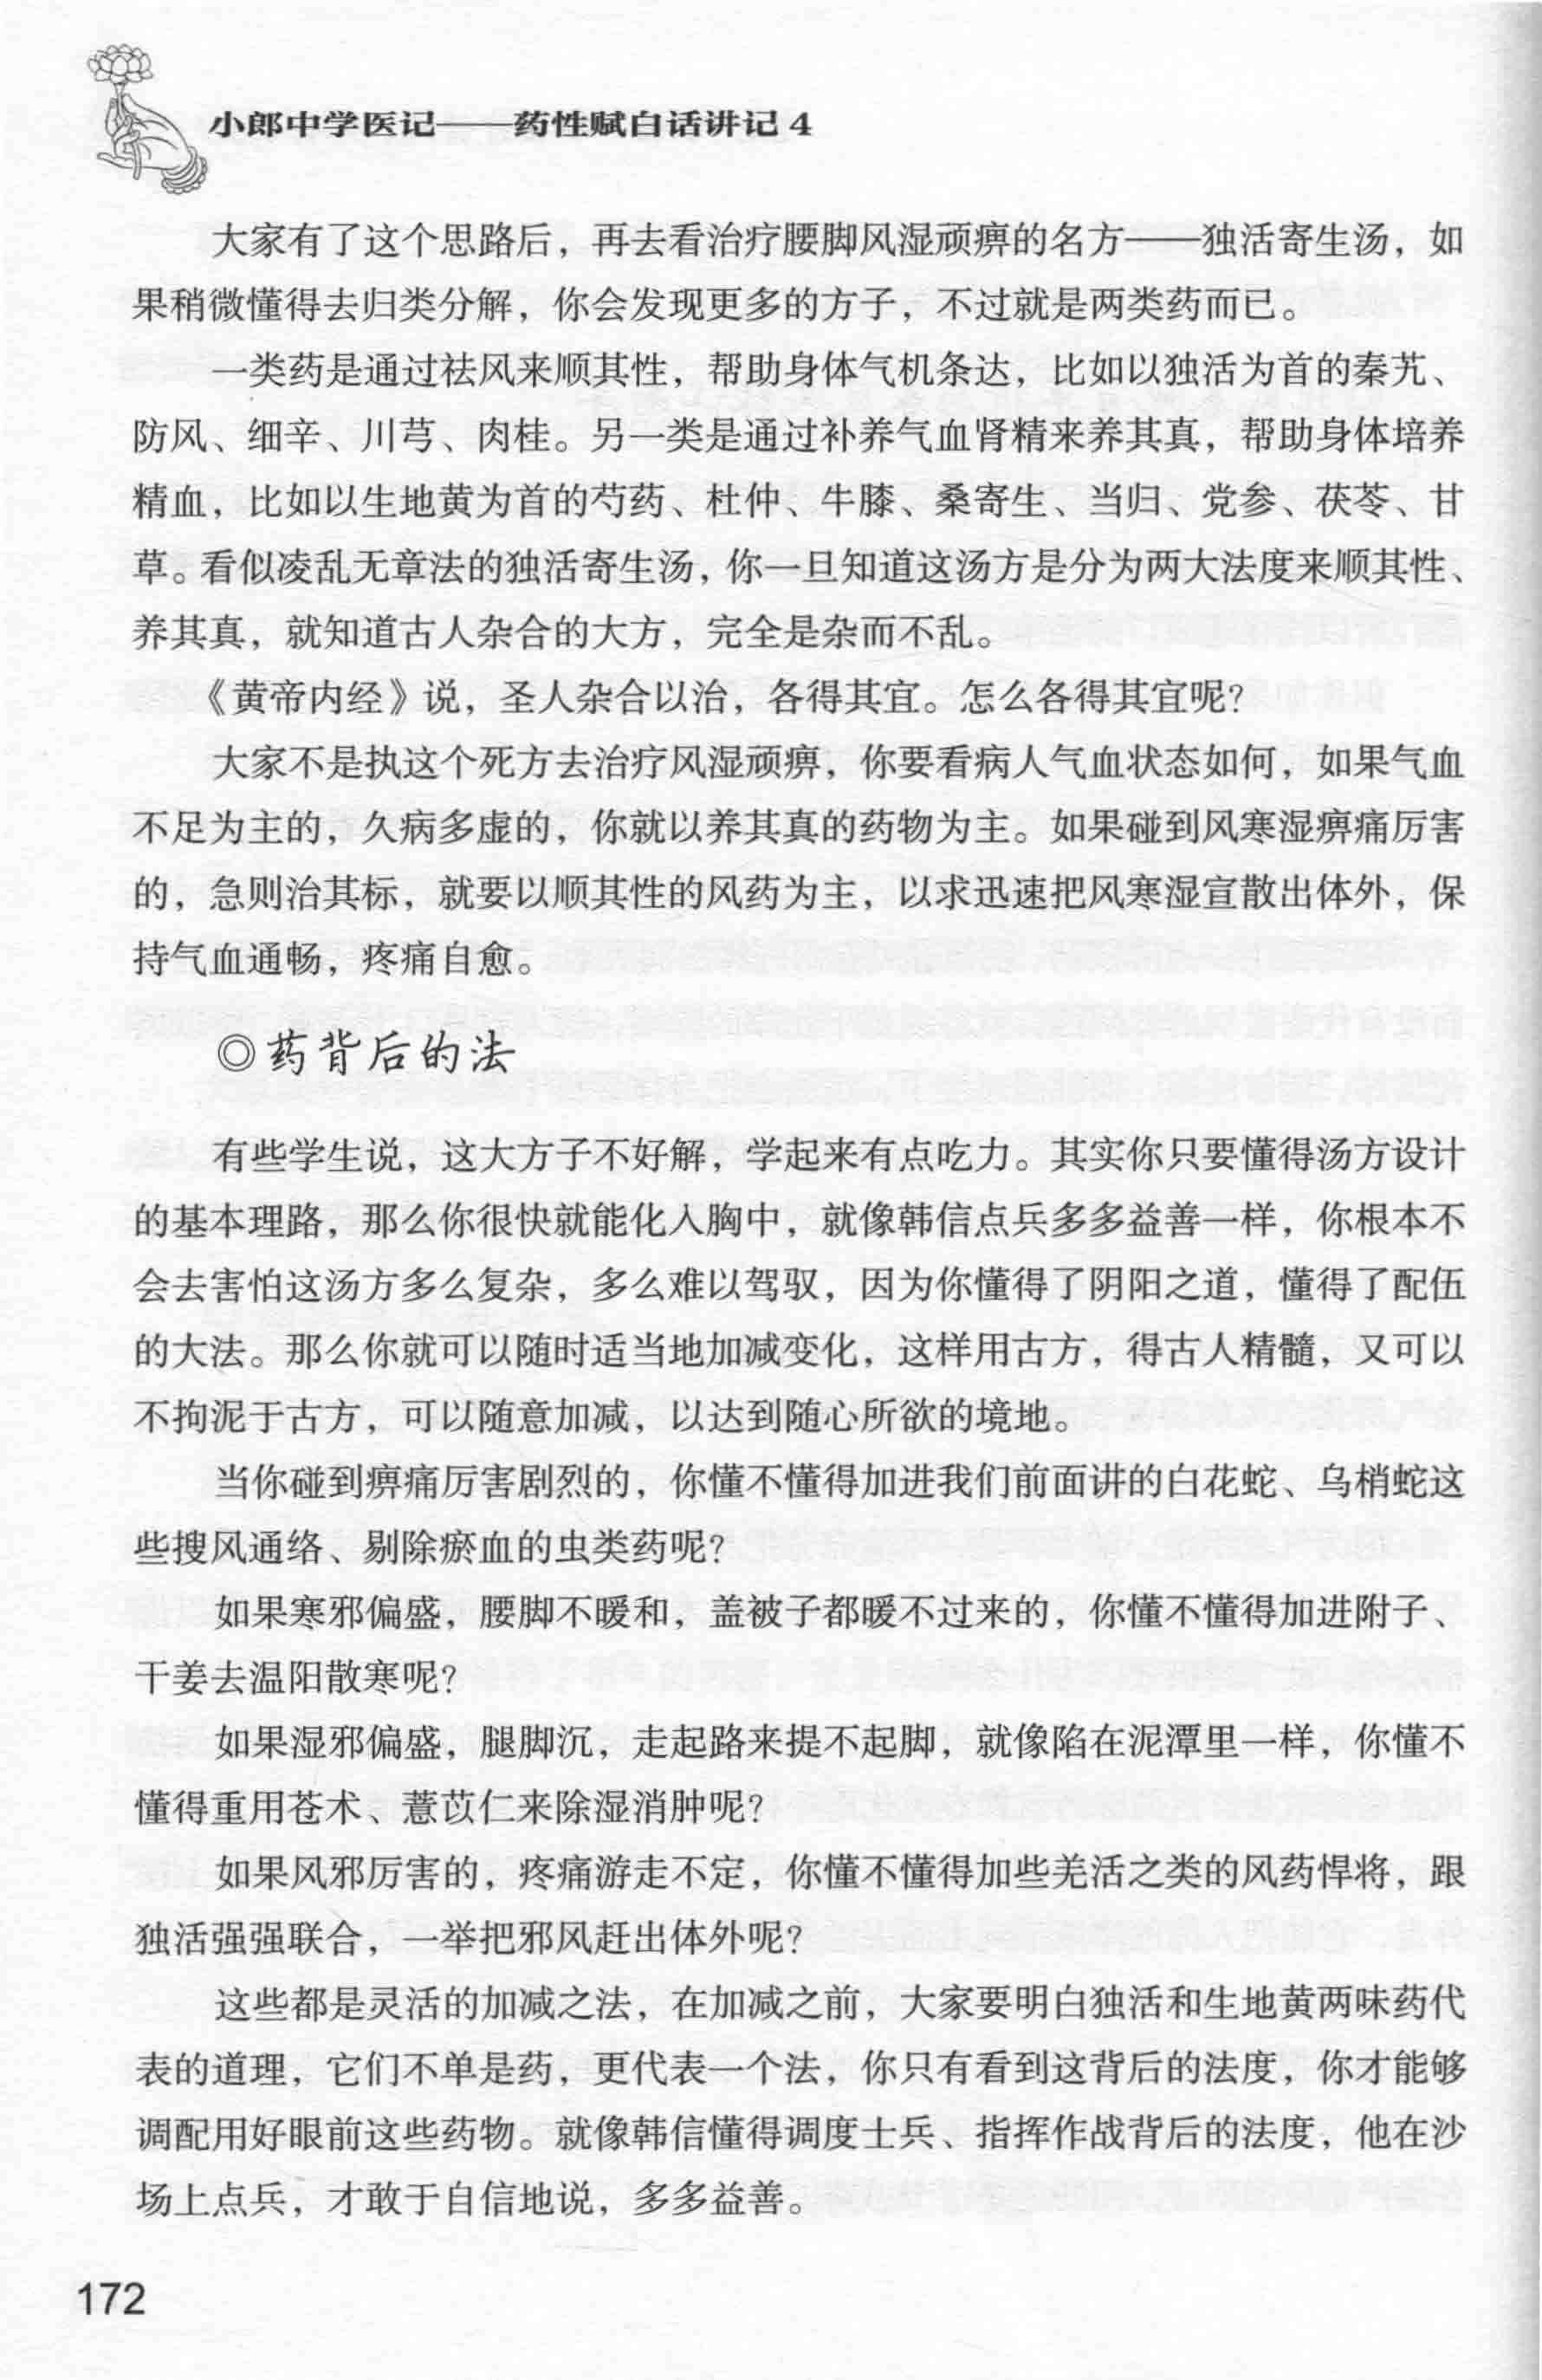 小郎中学医记——药性赋白话讲记 4
大家有了这个思路后，再去看治疗腰脚风湿顽痹的名方——独活寄生汤，如
果稍微懂得去归类分解，你会发现更多的方子，不过就是两类药而已。
一类药是通过祛风来顺其性，帮助身体气机条达，比如以独活为首的秦艽、
防风、细辛、川芎、肉桂。另一类是通过补养气血肾精来养其真，帮助身体培养
精血，比如以生地黄为首的芍药、杜仲、牛膝、桑寄生、当归、党参、茯苓、甘
草。看似凌乱无章法的独活寄生汤，你一旦知道这汤方是分为两大法度来顺其性、
养其真，就知道古人杂合的大方，完全是杂而不乱。
《黄帝内经》说，圣人杂合以治，各得其宜。怎么各得其宜呢？
大家不是执这个死方去治疗风湿顽痹，你要看病人气血状态如何，如果气血
不足为主的，久病多虚的，你就以养其真的药物为主。如果碰到风寒湿痹痛厉害
的，急则治其标，就要以顺其性的风药为主，以求迅速把风寒湿宣散出体外，保
持气血通畅，疼痛自愈。
◎药背后的法
有些学生说，这大方子不好解，学起来有点吃力。其实你只要懂得汤方设计
的基本理路，那么你很快就能化入胸中，就像韩信点兵多多益善一样，你根本不
会去害怕这汤方多么复杂，多么难以驾驭，因为你懂得了阴阳之道，懂得了配伍
的大法。那么你就可以随时适当地加减变化，这样用古方，得古人精髓，又可以
不拘泥于古方，可以随意加减，以达到随心所欲的境地。
当你碰到痹痛厉害剧烈的，你懂不懂得加进我们前面讲的白花蛇、乌梢蛇这
些搜风通络、剔除瘀血的虫类药呢？
如果寒邪偏盛，腰脚不暖和，盖被子都暖不过来的，你懂不懂得加进附子、
干姜去温阳散寒呢？
如果湿邪偏盛，腿脚沉，走起路来提不起脚，就像陷在泥潭里一样，你懂不
懂得重用苍术、薏苡仁来除湿消肿呢？
如果风邪厉害的，疼痛游走不定，你懂不懂得加些羌活之类的风药悍将，跟
独活强强联合，一举把邪风赶出体外呢？
这些都是灵活的加减之法，在加减之前，大家要明白独活和生地黄两味药代
表的道理，它们不单是药，更代表一个法，你只有看到这背后的法度，你才能够
调配用好眼前这些药物。就像韩信懂得调度士兵、指挥作战背后的法度，他在沙
场上点兵，才敢于自信地说，多多益善。
172